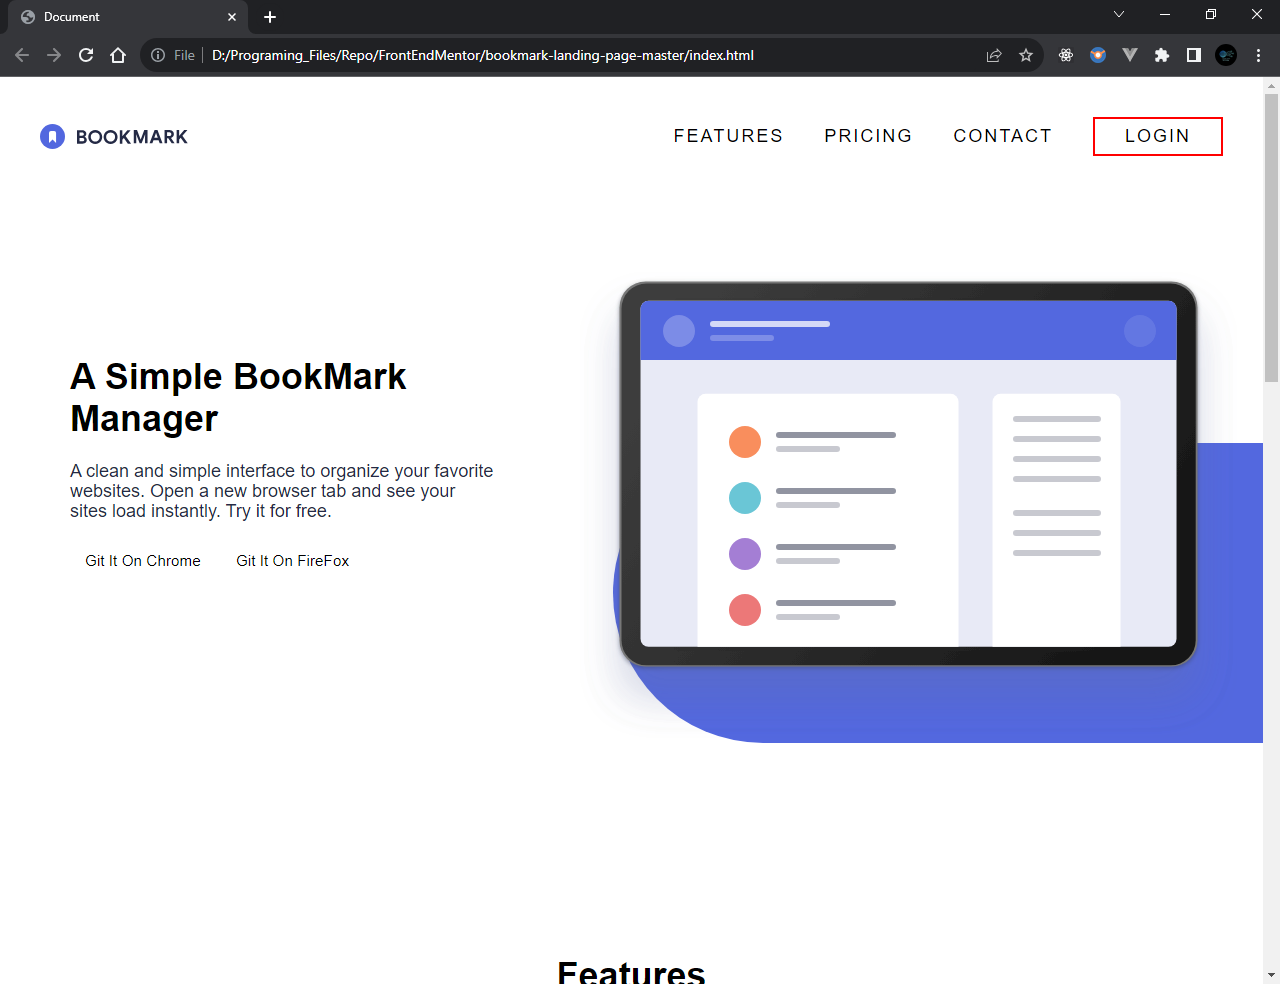 Document
File
D:/Programing_Files/Repo/FrontEndMentor/bookmark-landing-page-master/index.html
BOOKMARK
FEATURES
PRICING
CONTACT
LOGIN
A Simple BookMark
Manager
A clean and simple interface to organize your favorite
websites. Open a new browser tab and see your
sites load instantly. Try it for free.
Git It On Chrome
Git It On FireFox
Features